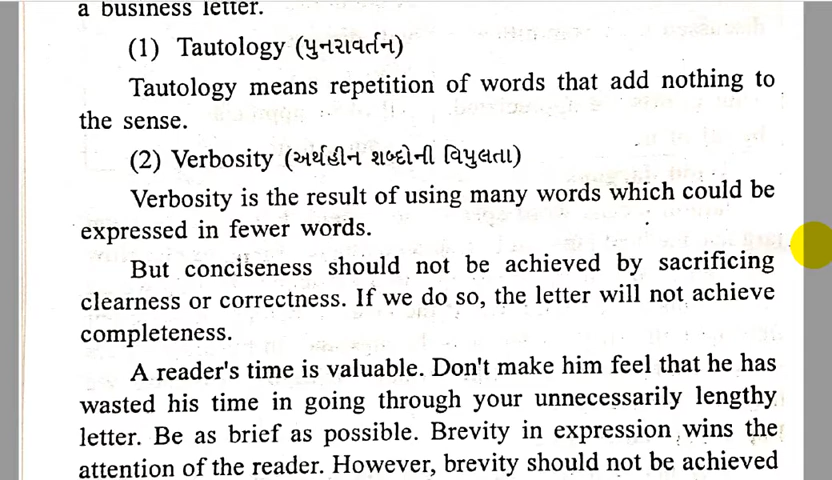 a business letter.
(1) Tautology (પુનરાવર્તન)
Tautology means repetition of words that add nothing to
the sense.
(2) Verbosity (અર્થહીન શબ્દોની વિપુલતા)
Verbosity is the result of using many words which could be
expressed in fewer words.
But conciseness should not be achieved by sacrificing
clearness or correctness. If we do so, the letter will not achieve
completeness.
A reader's time is valuable. Don't make him feel that he has
wasted his time in going through your unnecessarily lengthy
letter. Be as brief as possible. Brevity in expression wins the
attention of the reader. However, brevity should not be achieved